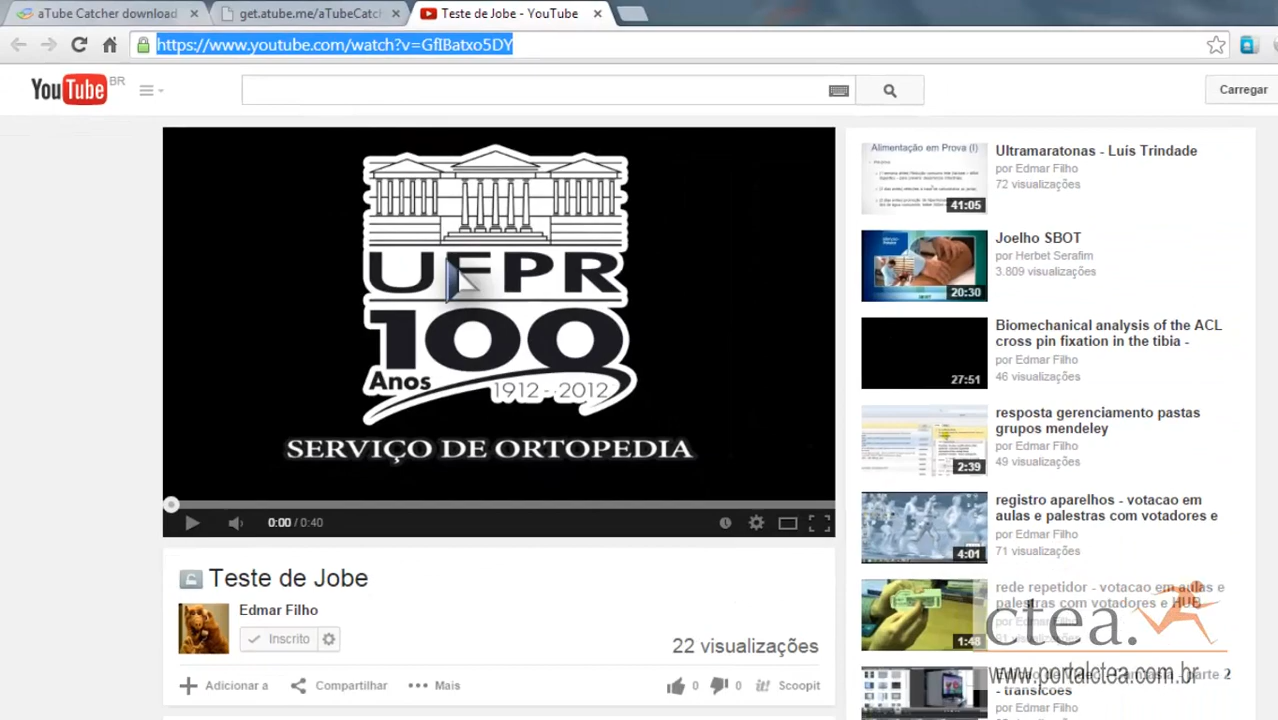 aTube Catcher download
get.atube.me/aTubeCatc
Teste de Jobe - YouTube
https://www.youtube.com/watch?v=GflBatxo5DY
YouTube BR
Carregar
UFPR
100
Anos
1912 - 2012
SERVIÇO DE ORTOPEDIA
0:00 / 0:40
Teste de Jobe
Edmar Filho
Inscrito
22 visualizações
Adicionar a
Compartilhar
Mais
0
0
it!
Scoopit
Alimentação em Prova (I)
41:05
Ultramaratonas - Luís Trindade
por Edmar Filho
72 visualizações
20:30
Joelho SBOT
por Herbet Serafim
3.809 visualizações
27:51
Biomechanical analysis of the ACL
cross pin fixation in the tibia -
por Edmar Filho
46 visualizações
2:39
resposta gerenciamento pastas
grupos mendeley
por Edmar Filho
49 visualizações
4:01
registro aparelhos - votacao em
aulas e palestras com votadores e
por Edmar Filho
71 visualizações
1:48
rede repetidor - votacao em aulas e
palestras com votadores e HUB
por Edmar Filho
visualizações
ctea.
www.portalctea.com.br
parte 2
- transicoes
por Edmar Filho